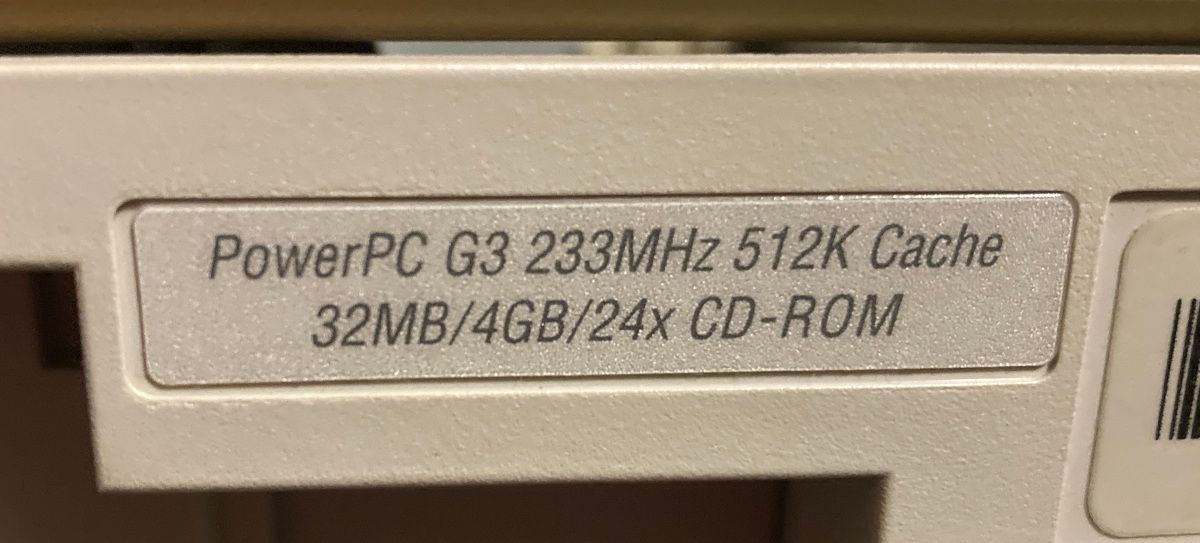 PowerPC G3 233MHz 512K Cache
32MB/4GB/24x CD-ROM